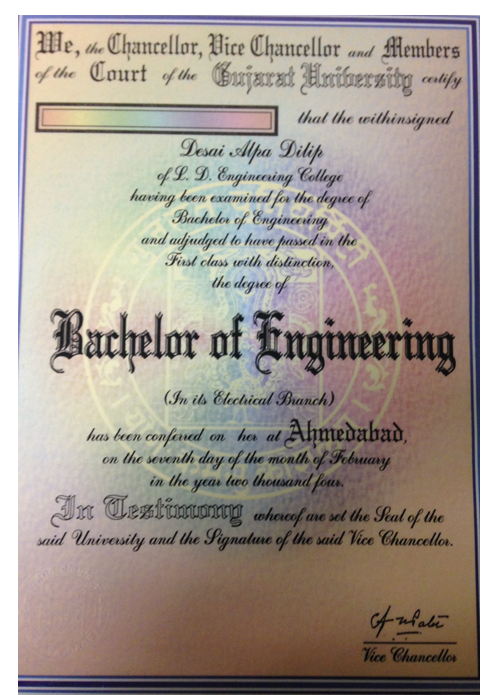 We, the Chancellor, Vice Chancellor and Members
of the Court of the Gujarat University certify
that the withinsigned
Desai Alpa Dilip
of L. D. Engineering College
having been examined for the degree of
Bachelor of Engineering
and adjudged to have passed in the
First class with distinction,
the degree of
Bachelor of Engineering
(In its Electrical Branch)
has been conferred on her at Ahmedabad,
on the seventh day of the month of February
in the year two thousand four.
In Testimony whereof are set the Seal of the
said University and the Signature of the said Vice Chancellor.
Vice Chancellor